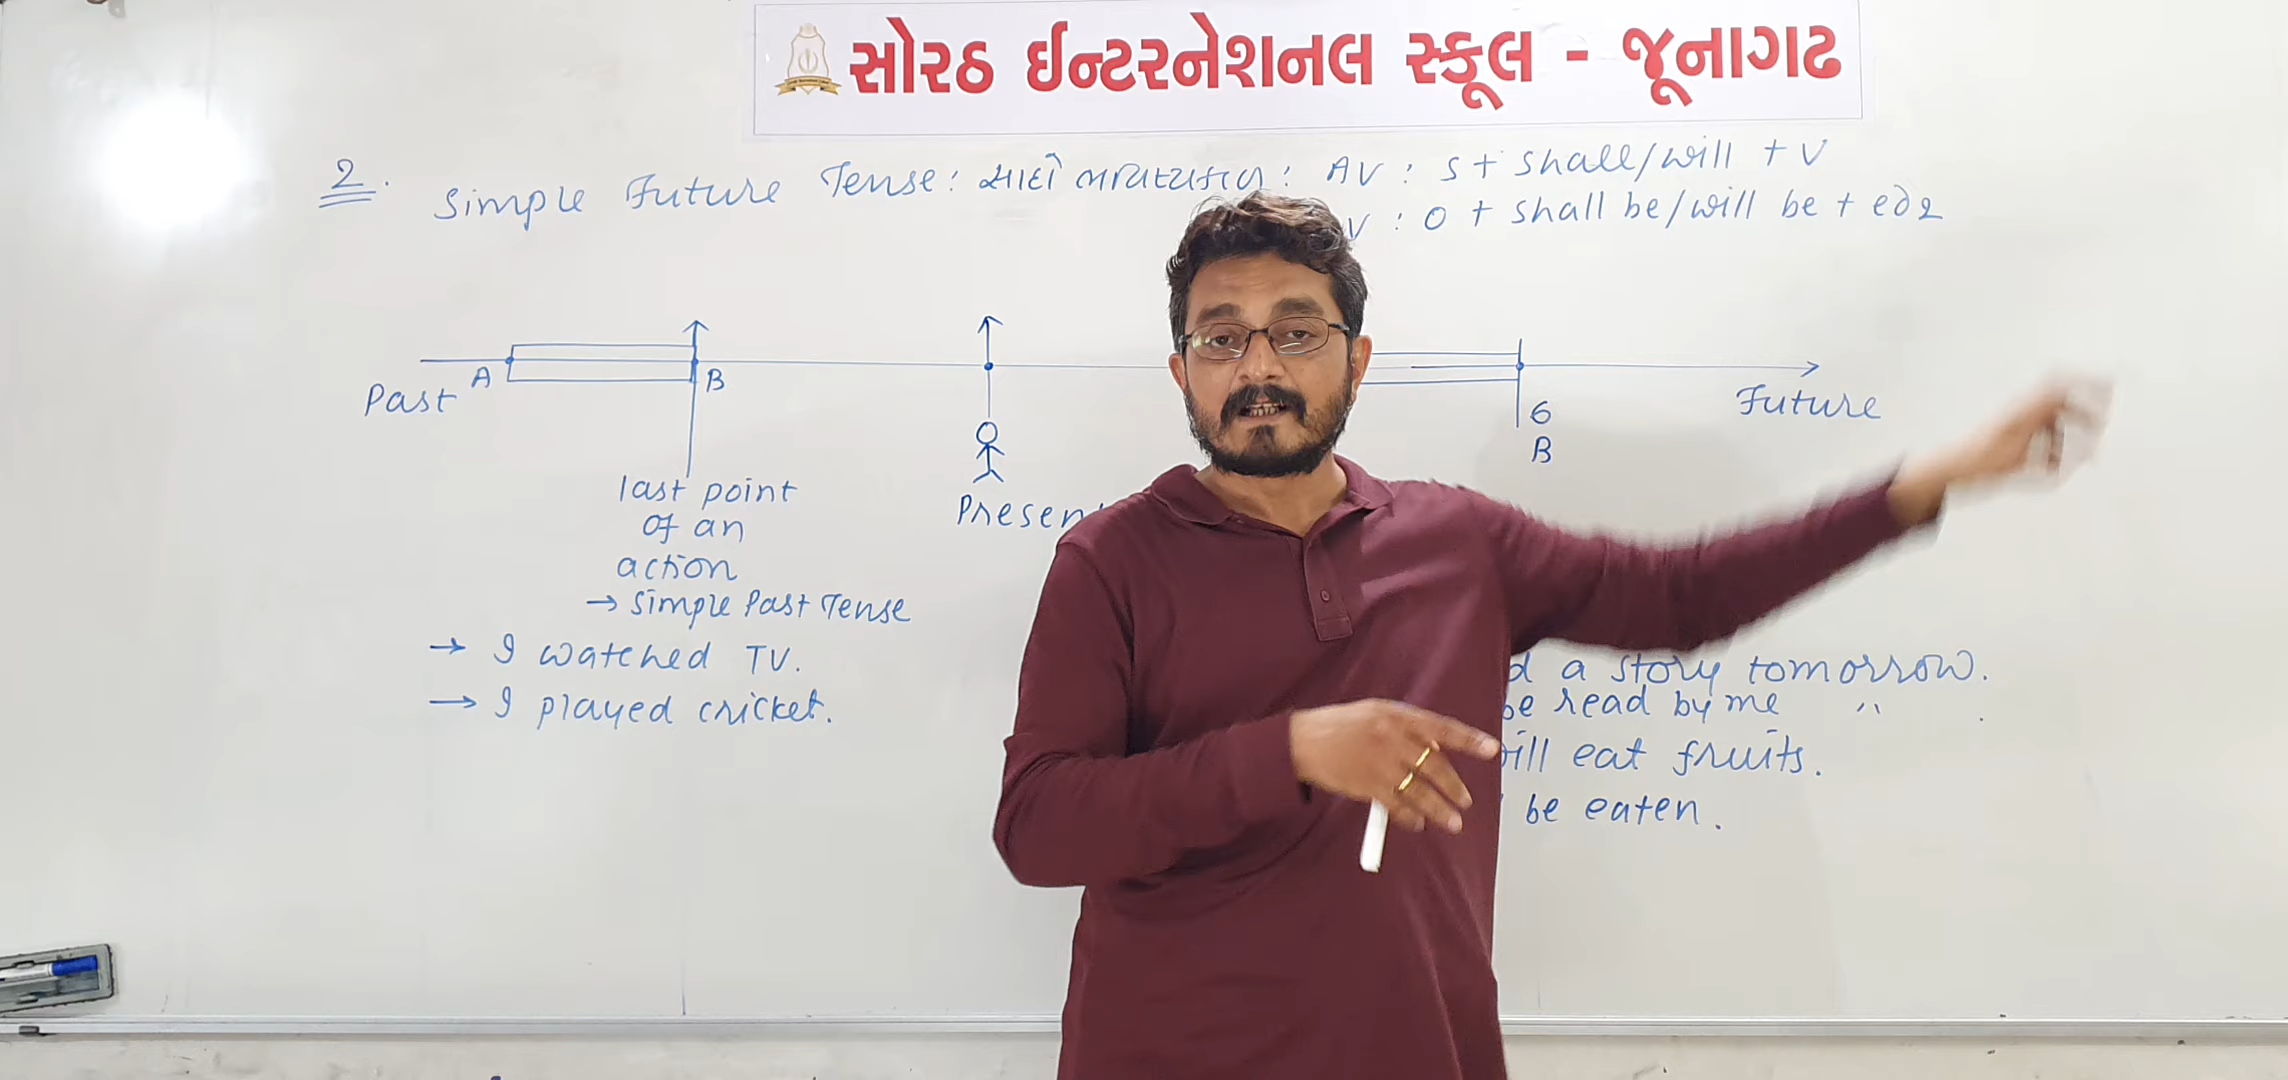 સોરઠ ઈન્ટરનેશનલ સ્કૂલ - જૂનાગઢ
2. Simple Future Tense : સાદો ભવિષ્યકાળ : AV : S + shall/will + V
V : O + shall be/will be + ed2
Past A B 6 Future
B
Present
last point
of an
action
→ Simple Past Tense
→ I watched TV.
→ I played cricket.
d a story tomorrow.
be read by me " .
will eat fruits.
be eaten.